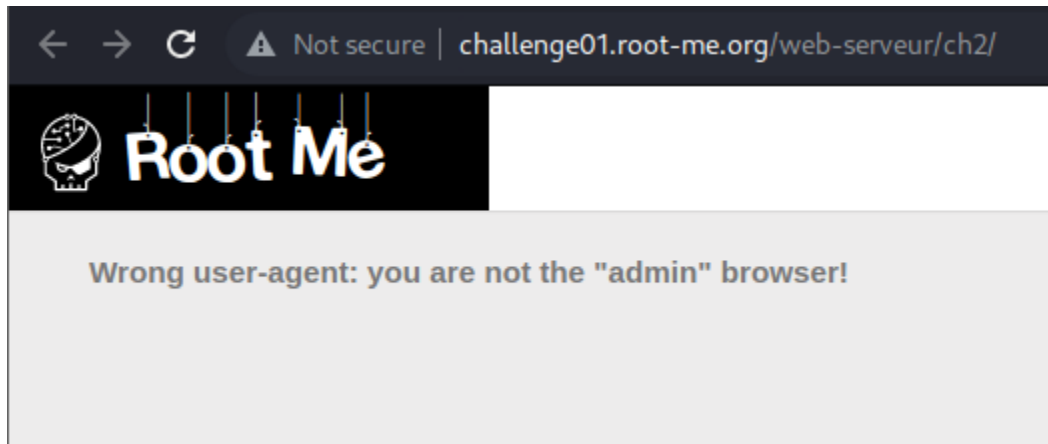 Not secure | challenge01.root-me.org/web-serveur/ch2/
Root Me
Wrong user-agent: you are not the "admin" browser!